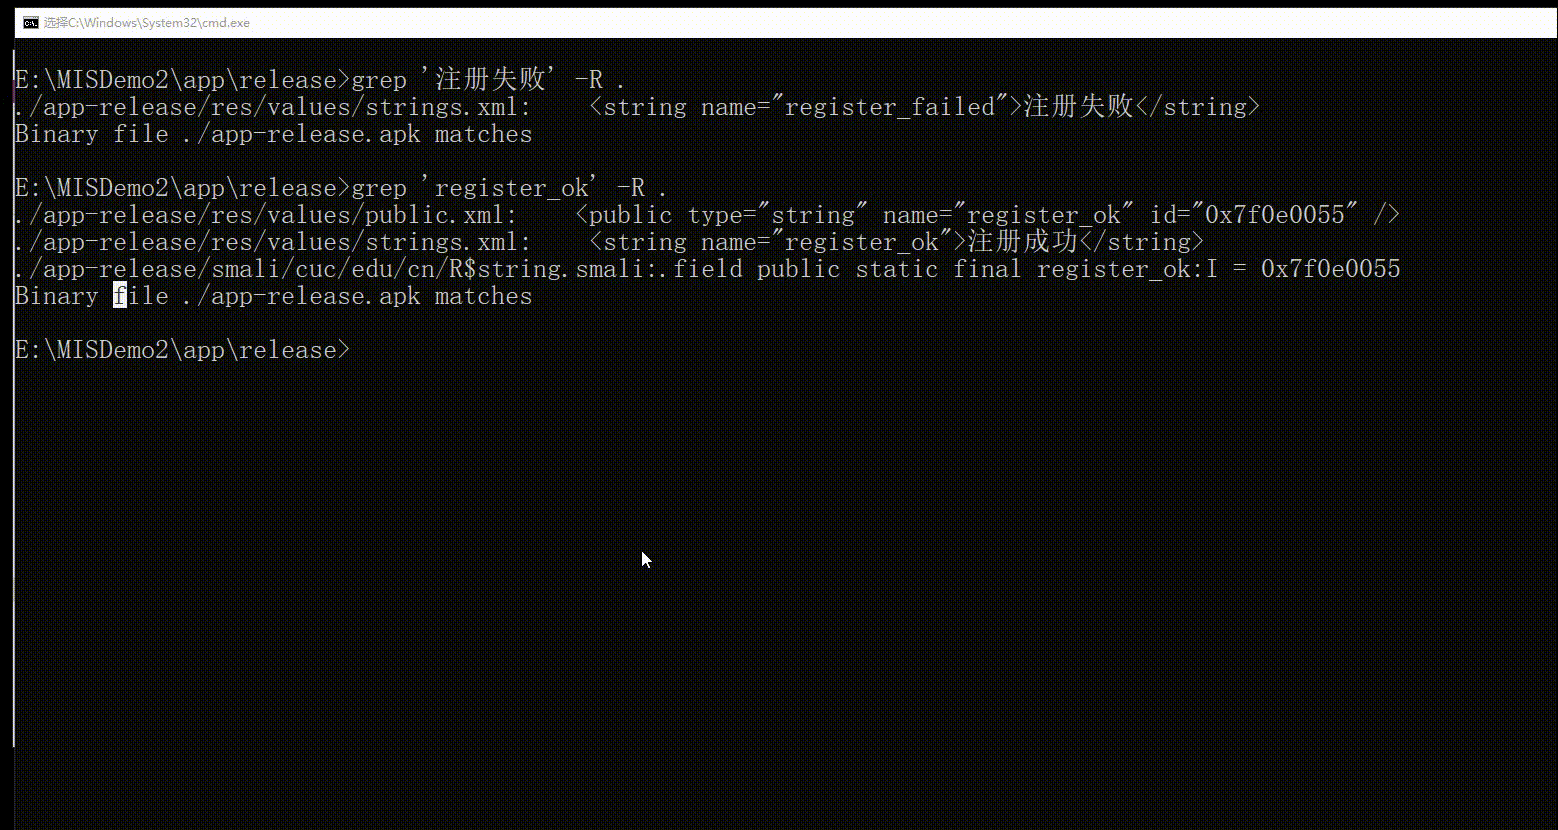 选择C:\Windows\System32\cmd.exe
E:\MISDemo2\app\release>grep '注册失败' -R .
./app-release/res/values/strings.xml:    <string name="register_failed">注册失败</string>
Binary file ./app-release.apk matches
E:\MISDemo2\app\release>grep 'register_ok' -R .
./app-release/res/values/public.xml:    <public type="string" name="register_ok" id="0x7f0e0055" />
./app-release/res/values/strings.xml:    <string name="register_ok">注册成功</string>
./app-release/smali/cuc/edu/cn/R$string.smali:.field public static final register_ok:I = 0x7f0e0055
Binary file ./app-release.apk matches
E:\MISDemo2\app\release>